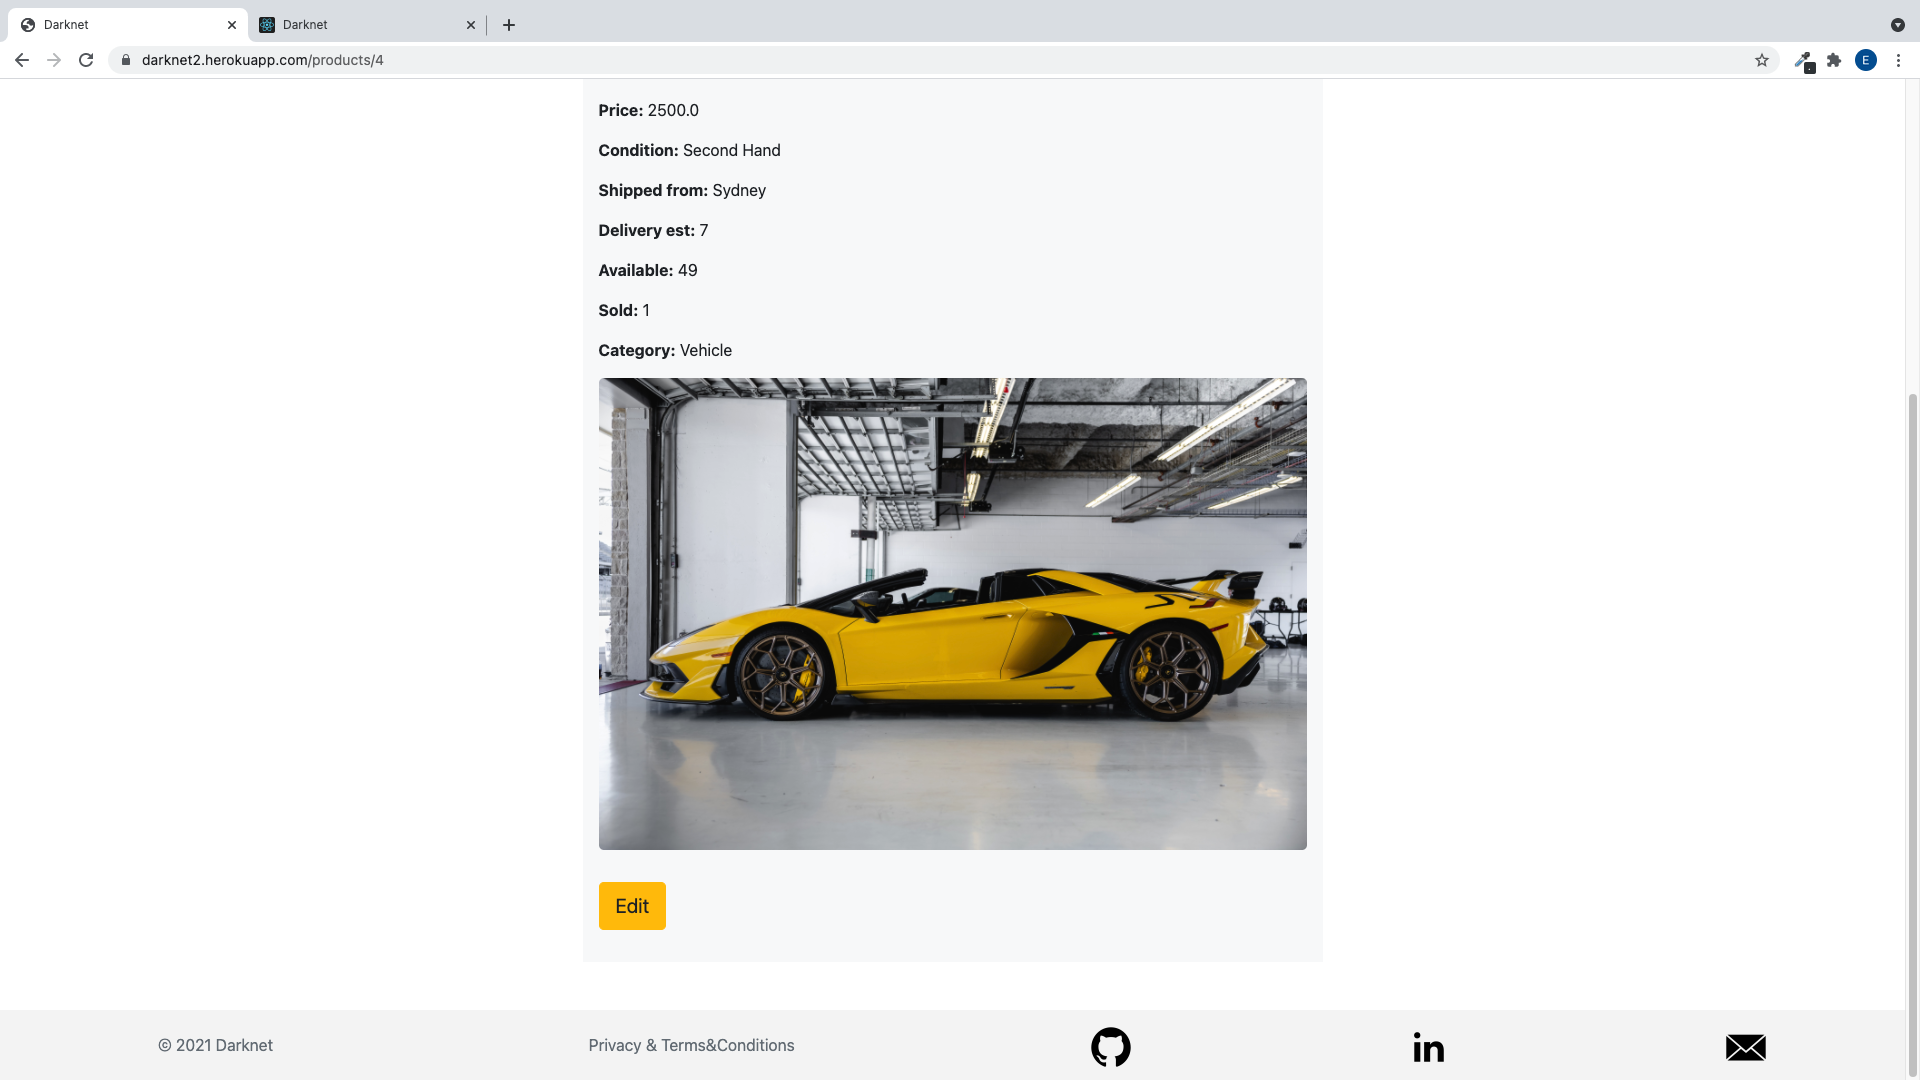 Darknet
Darknet
darknet2.herokuapp.com/products/4
E
Price: 2500.0
Condition: Second Hand
Shipped from: Sydney
Delivery est: 7
Available: 49
Sold: 1
Category: Vehicle
Edit
© 2021 Darknet
Privacy & Terms&Conditions
in